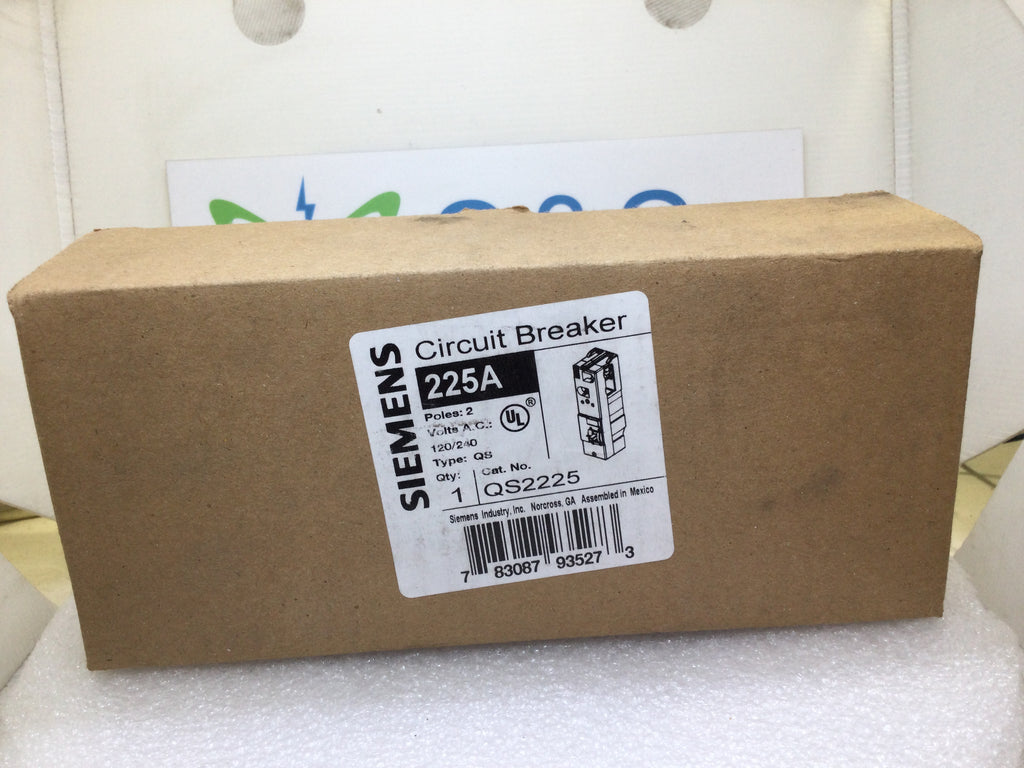 SIEMENS
Circuit Breaker
225A
Poles: 2
Volts A.C.:
120/240
Type: QS
UL®
Qty:
1
Cat. No.
QS2225
Siemens Industry, Inc. Norcross, GA Assembled in Mexico
7 83087 93527 3